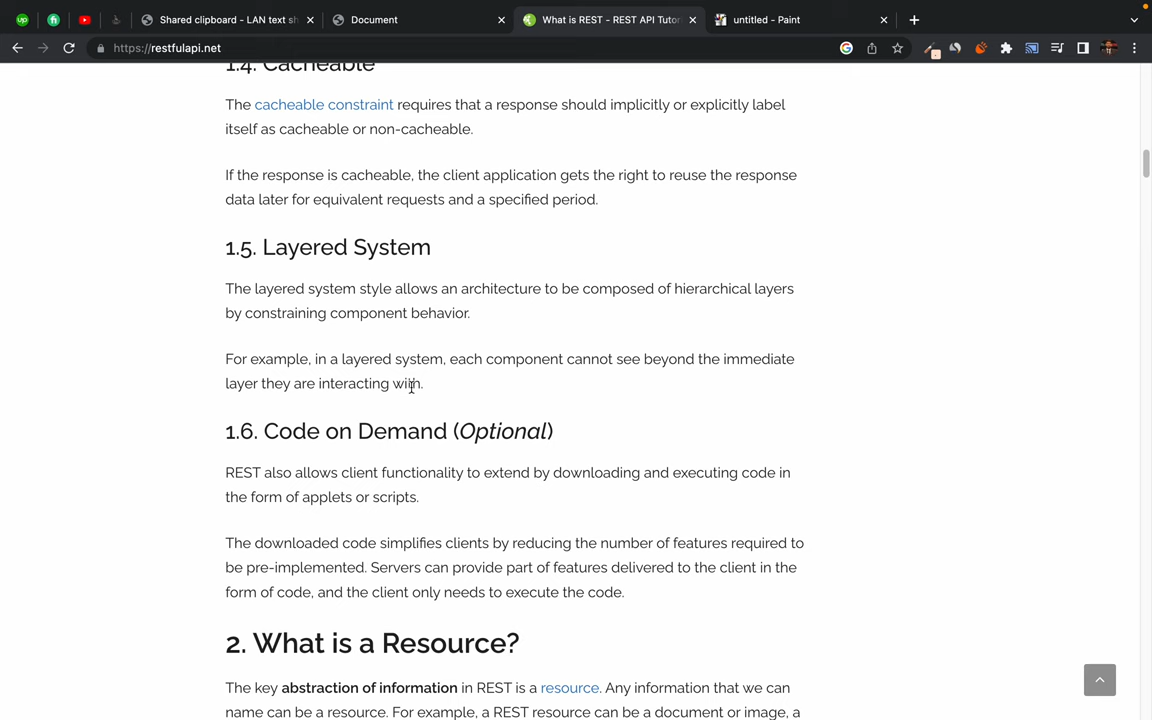 Shared clipboard - LAN text sh
Document
What is REST - REST API Tutor
untitled - Paint
https://restfulapi.net
1.4. Cacheable
The cacheable constraint requires that a response should implicitly or explicitly label
itself as cacheable or non-cacheable.
If the response is cacheable, the client application gets the right to reuse the response
data later for equivalent requests and a specified period.
1.5. Layered System
The layered system style allows an architecture to be composed of hierarchical layers
by constraining component behavior.
For example, in a layered system, each component cannot see beyond the immediate
layer they are interacting with.
1.6. Code on Demand (Optional)
REST also allows client functionality to extend by downloading and executing code in
the form of applets or scripts.
The downloaded code simplifies clients by reducing the number of features required to
be pre-implemented. Servers can provide part of features delivered to the client in the
form of code, and the client only needs to execute the code.
2. What is a Resource?
The key abstraction of information in REST is a resource. Any information that we can
name can be a resource. For example, a REST resource can be a document or image, a